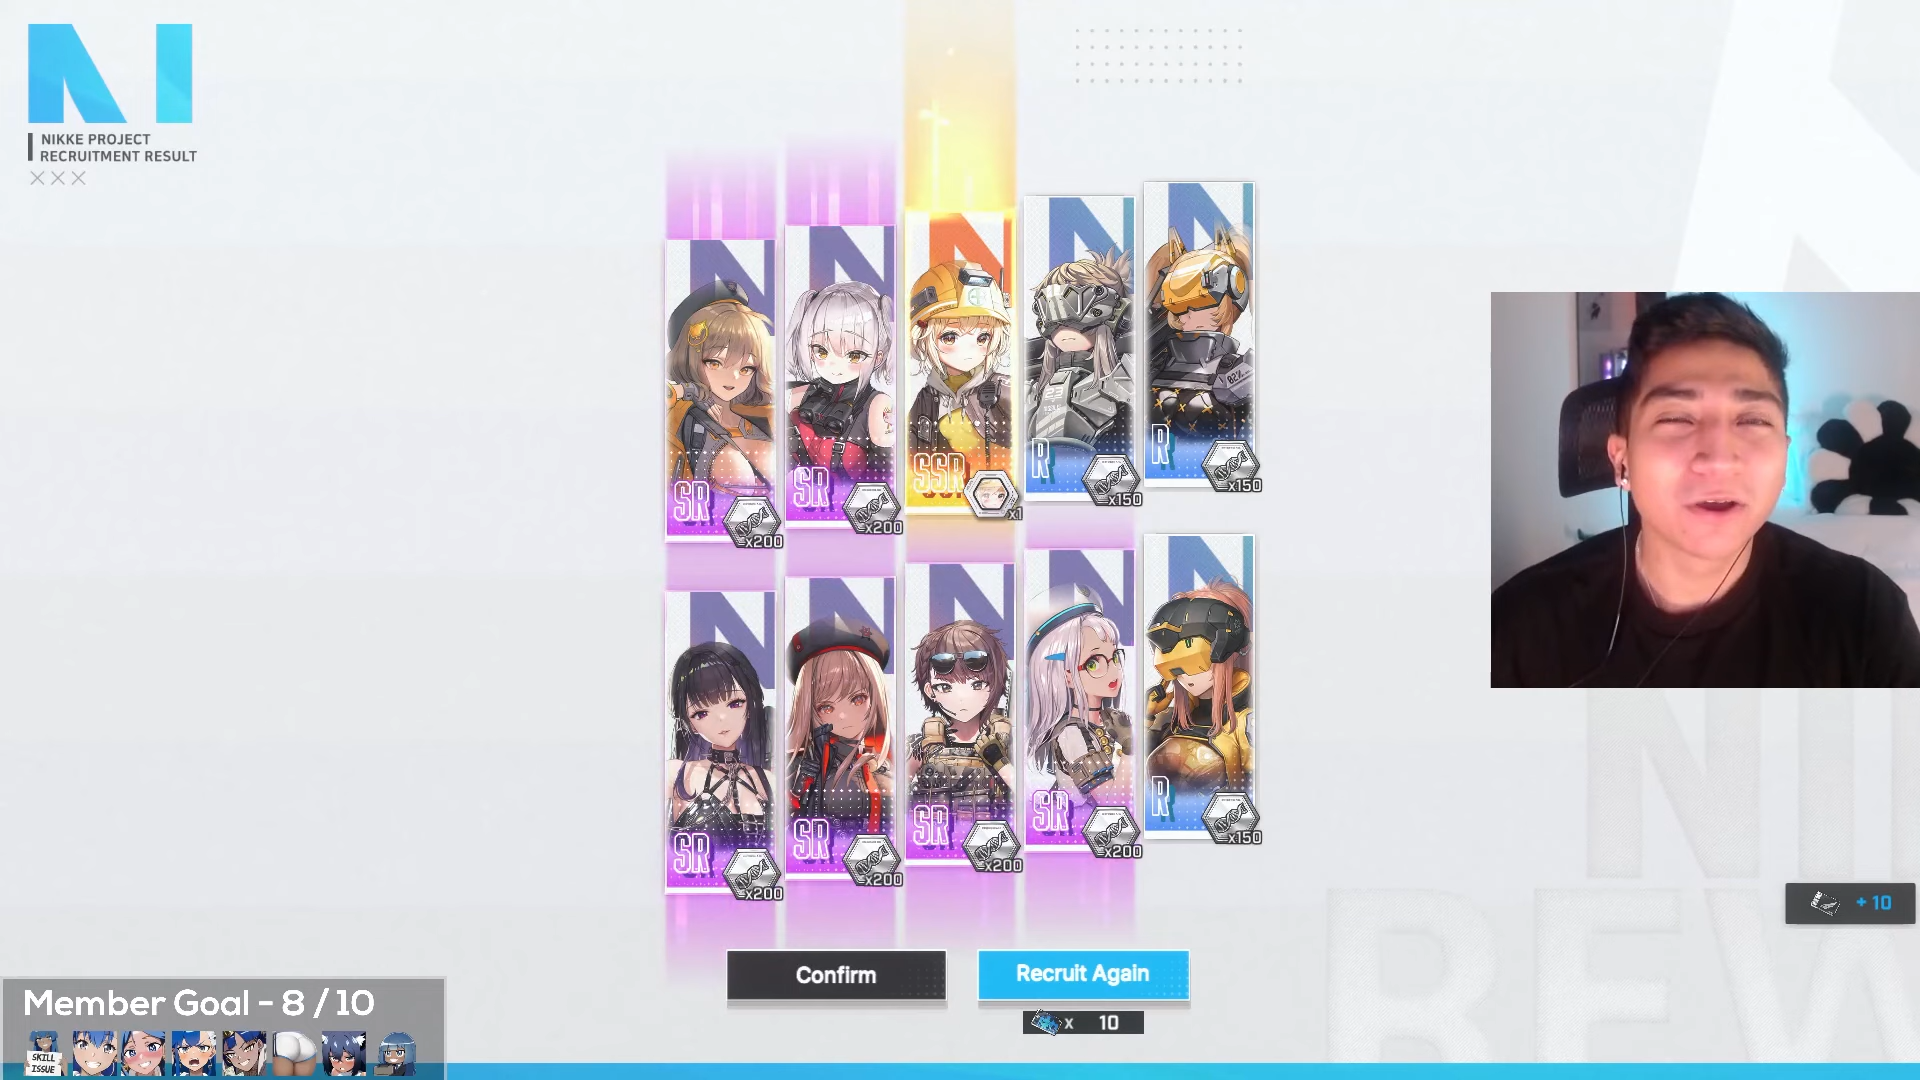 NIKKE PROJECT
RECRUITMENT RESULT
SR
x200
SR
x200
SSR
x1
R
x150
R
x150
SR
x200
SR
x200
SR
x200
SR
x200
R
x150
+ 10
Confirm
Recruit Again
x 10
Member Goal - 8 / 10
SKILL
ISSUE